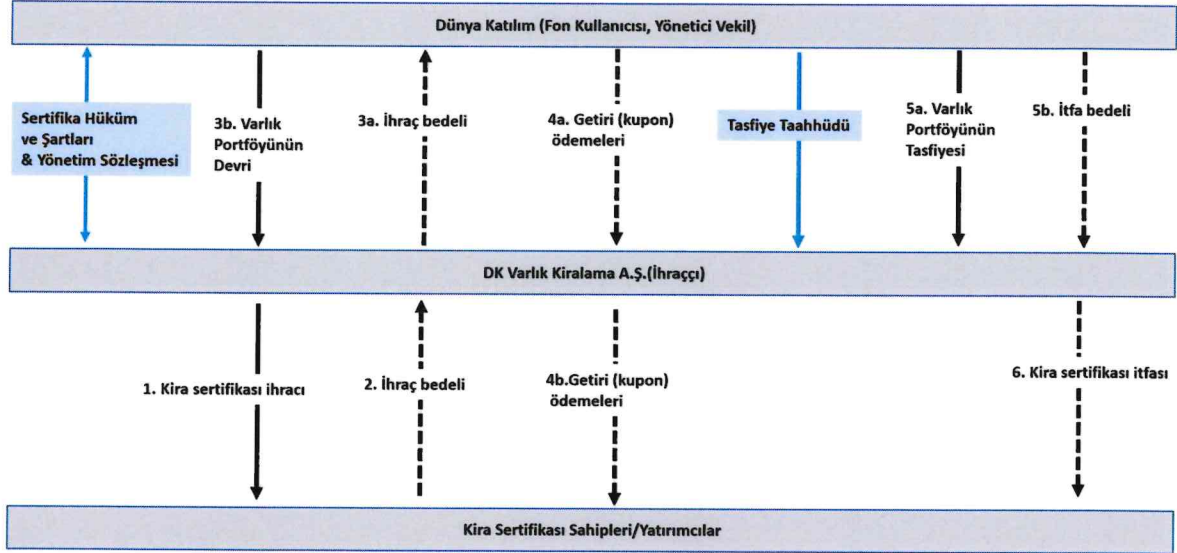 Dünya Katılım (Fon Kullanıcısı, Yönetici Vekil)
Sertifika Hüküm
ve Şartları
& Yönetim Sözleşmesi
3b. Varlık
Portföyünün
Devri
3a. İhraç bedeli
4a. Getiri (kupon)
ödemeleri
Tasfiye Taahhüdü
5a. Varlık
Portföyünün
Tasfiyesi
5b. İtfa bedeli
DK Varlık Kiralama A.Ş.(İhraççı)
1. Kira sertifikası ihracı
2. İhraç bedeli
4b.Getiri (kupon)
ödemeleri
6. Kira sertifikası itfası
Kira Sertifikası Sahipleri/Yatırımcılar